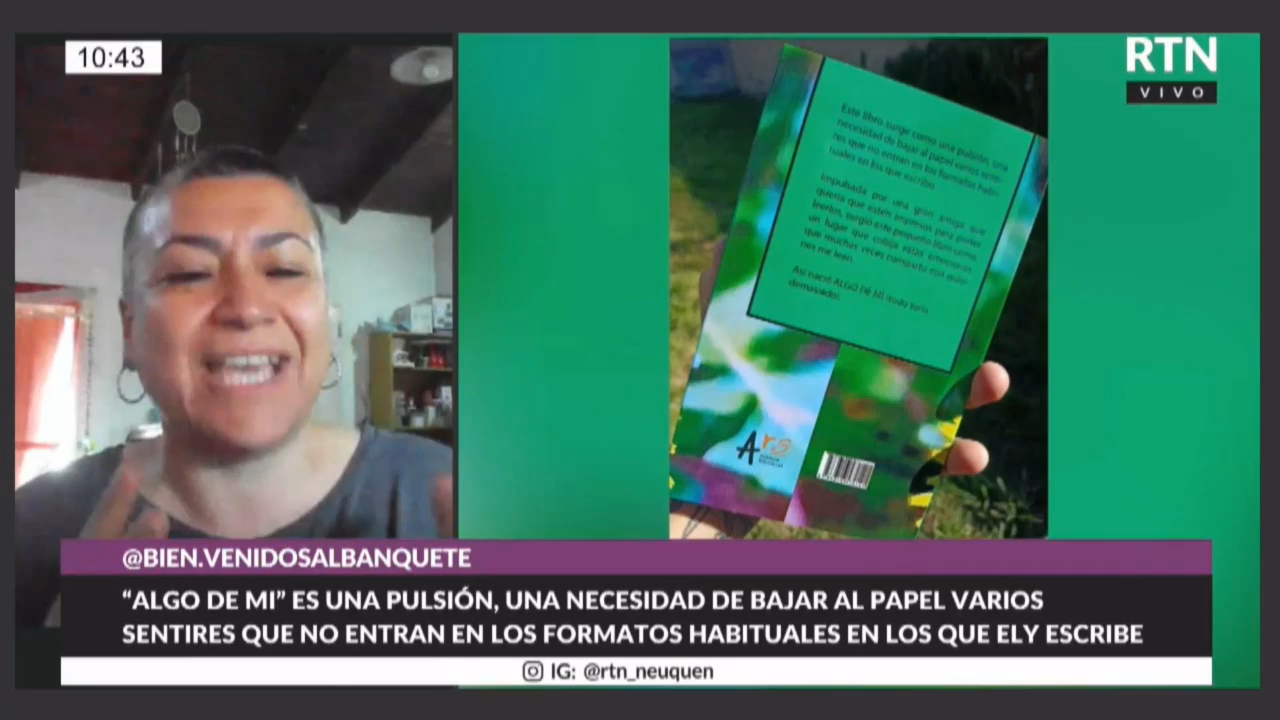 10:43
RTN
VIVO
Este libro surge como una pulsión, una
necesidad de bajar al papel varios senti-
res que no entran en los formatos habi-
tuales en los que escribo.
Impulsada por una gran amiga que
quería que estén impresos para poder
leerlos, surgió este pequeño libro como
un lugar que cobija estas emociones
que muchas veces comparto con quie-
nes me leen.
Así nació ALGO DE MÍ
demasiados.
Ars
@BIEN.VENIDOSALBANQUETE
“ALGO DE MI” ES UNA PULSIÓN, UNA NECESIDAD DE BAJAR AL PAPEL VARIOS
SENTIRES QUE NO ENTRAN EN LOS FORMATOS HABITUALES EN LOS QUE ELY ESCRIBE
IG: @rtn_neuquen